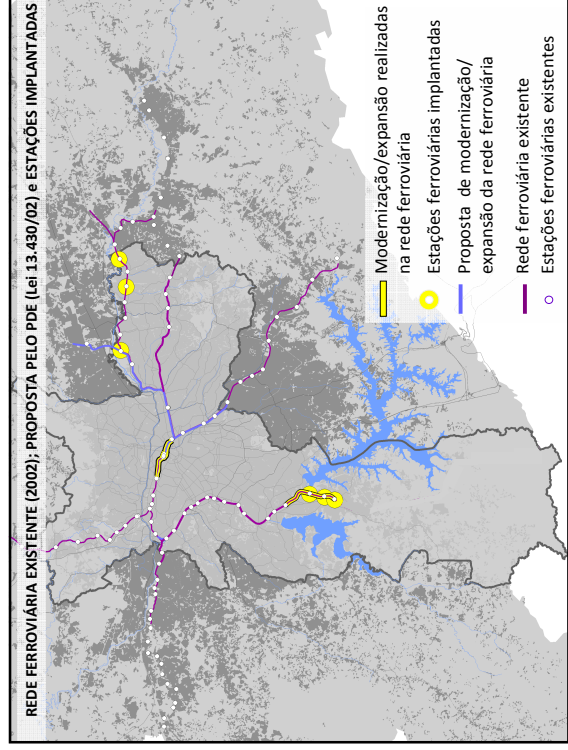 REDE FERROVIÁRIA EXISTENTE (2002); PROPOSTA PELO PDE (Lei 13.430/02) e ESTAÇÕES IMPLANTADAS
Modernização/expansão realizadas
na rede ferroviária
Estações ferroviárias implantadas
Proposta de modernização/
expansão da rede ferroviária
Rede ferroviária existente
Estações ferroviárias existentes